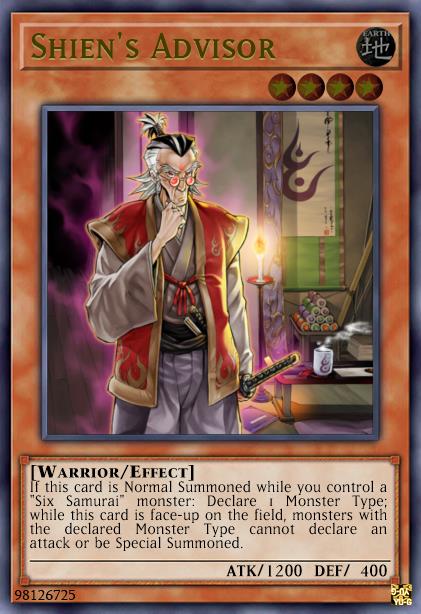 Shien's Advisor
EARTH
地
[Warrior/Effect]
If this card is Normal Summoned while you control a
"Six Samurai" monster: Declare 1 Monster Type;
while this card is face-up on the field, monsters with
the declared Monster Type cannot declare an
attack or be Special Summoned.
ATK/1200 DEF/ 400
98126725